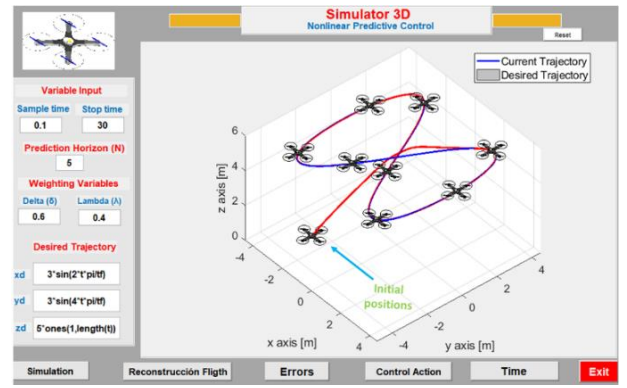 Simulator 3D
Nonlinear Predictive Control
Reset
Variable Input
Sample time Stop time
0.1 30
Prediction Horizon (N)
5
Weighting Variables
Delta (δ) Lambda (λ)
0.6 0.4
Desired Trajectory
xd 3*sin(2*t*pi/tf)
yd 3*sin(4*t*pi/tf)
zd 5*ones(1,length(t))
Current Trajectory
Desired Trajectory
6
4
2
0
z axis [m]
-4
-2
0
2
4
x axis [m]
-4
-2
0
2
4
y axis [m]
Initial
positions
Simulation Reconstrucción Fligth Errors Control Action Time Exit